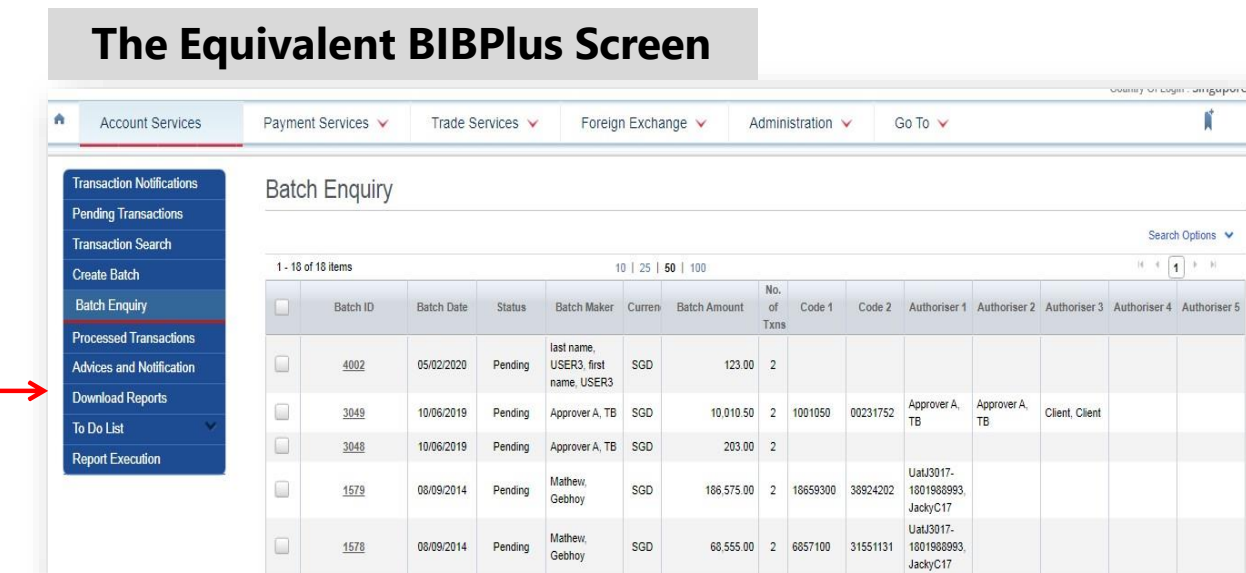 The Equivalent BIBPlus Screen
Country Of Login : Singapore
Account Services Payment Services Trade Services Foreign Exchange Administration Go To
Transaction Notifications
Pending Transactions
Transaction Search
Create Batch
Batch Enquiry
Processed Transactions
Advices and Notification
Download Reports
To Do List
Report Execution
Batch Enquiry
Search Options
1 - 18 of 18 items 10 | 25 | 50 | 100 1
Batch ID Batch Date Status Batch Maker Curren Batch Amount No. of Txns Code 1 Code 2 Authoriser 1 Authoriser 2 Authoriser 3 Authoriser 4 Authoriser 5
4002 05/02/2020 Pending last name, USER3, first name, USER3 SGD 123.00 2
3049 10/06/2019 Pending Approver A, TB SGD 10,010.50 2 1001050 00231752 Approver A, TB Approver A, TB Client, Client
3048 10/06/2019 Pending Approver A, TB SGD 203.00 2
1579 08/09/2014 Pending Mathew, Gebhoy SGD 186,575.00 2 18659300 38924202 UatJ3017-1801988993, JackyC17
1578 08/09/2014 Pending Mathew, Gebhoy SGD 68,555.00 2 6857100 31551131 UatJ3017-1801988993, JackyC17